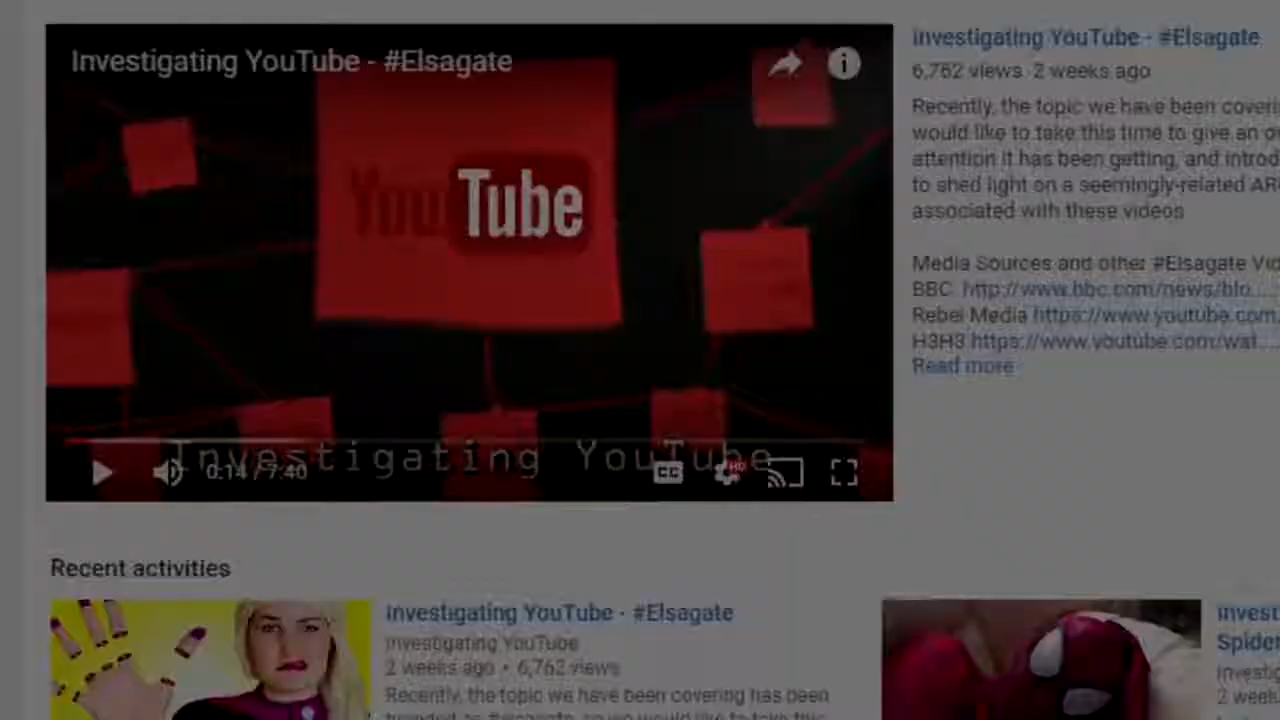 Investigating YouTube - #Elsagate
YouTube
Investigating YouTube
0:14 / 7:40
CC
HD
Investigating YouTube - #Elsagate
6,762 views 2 weeks ago
Recently, the topic we have been coveri
would like to take this time to give an o
attention it has been getting, and introd
to shed light on a seemingly-related AR
associated with these videos
Media Sources and other #Elsagate Vid
BBC http://www.bbc.com/news/blo...
Rebel Media https://www.youtube.com
H3H3 https://www.youtube.com/wat...
Read more
Recent activities
Investigating YouTube - #Elsagate
Investigating YouTube
2 weeks ago • 6,762 views
Recently, the topic we have been covering has been
Invest
Spider
Investig
2 week